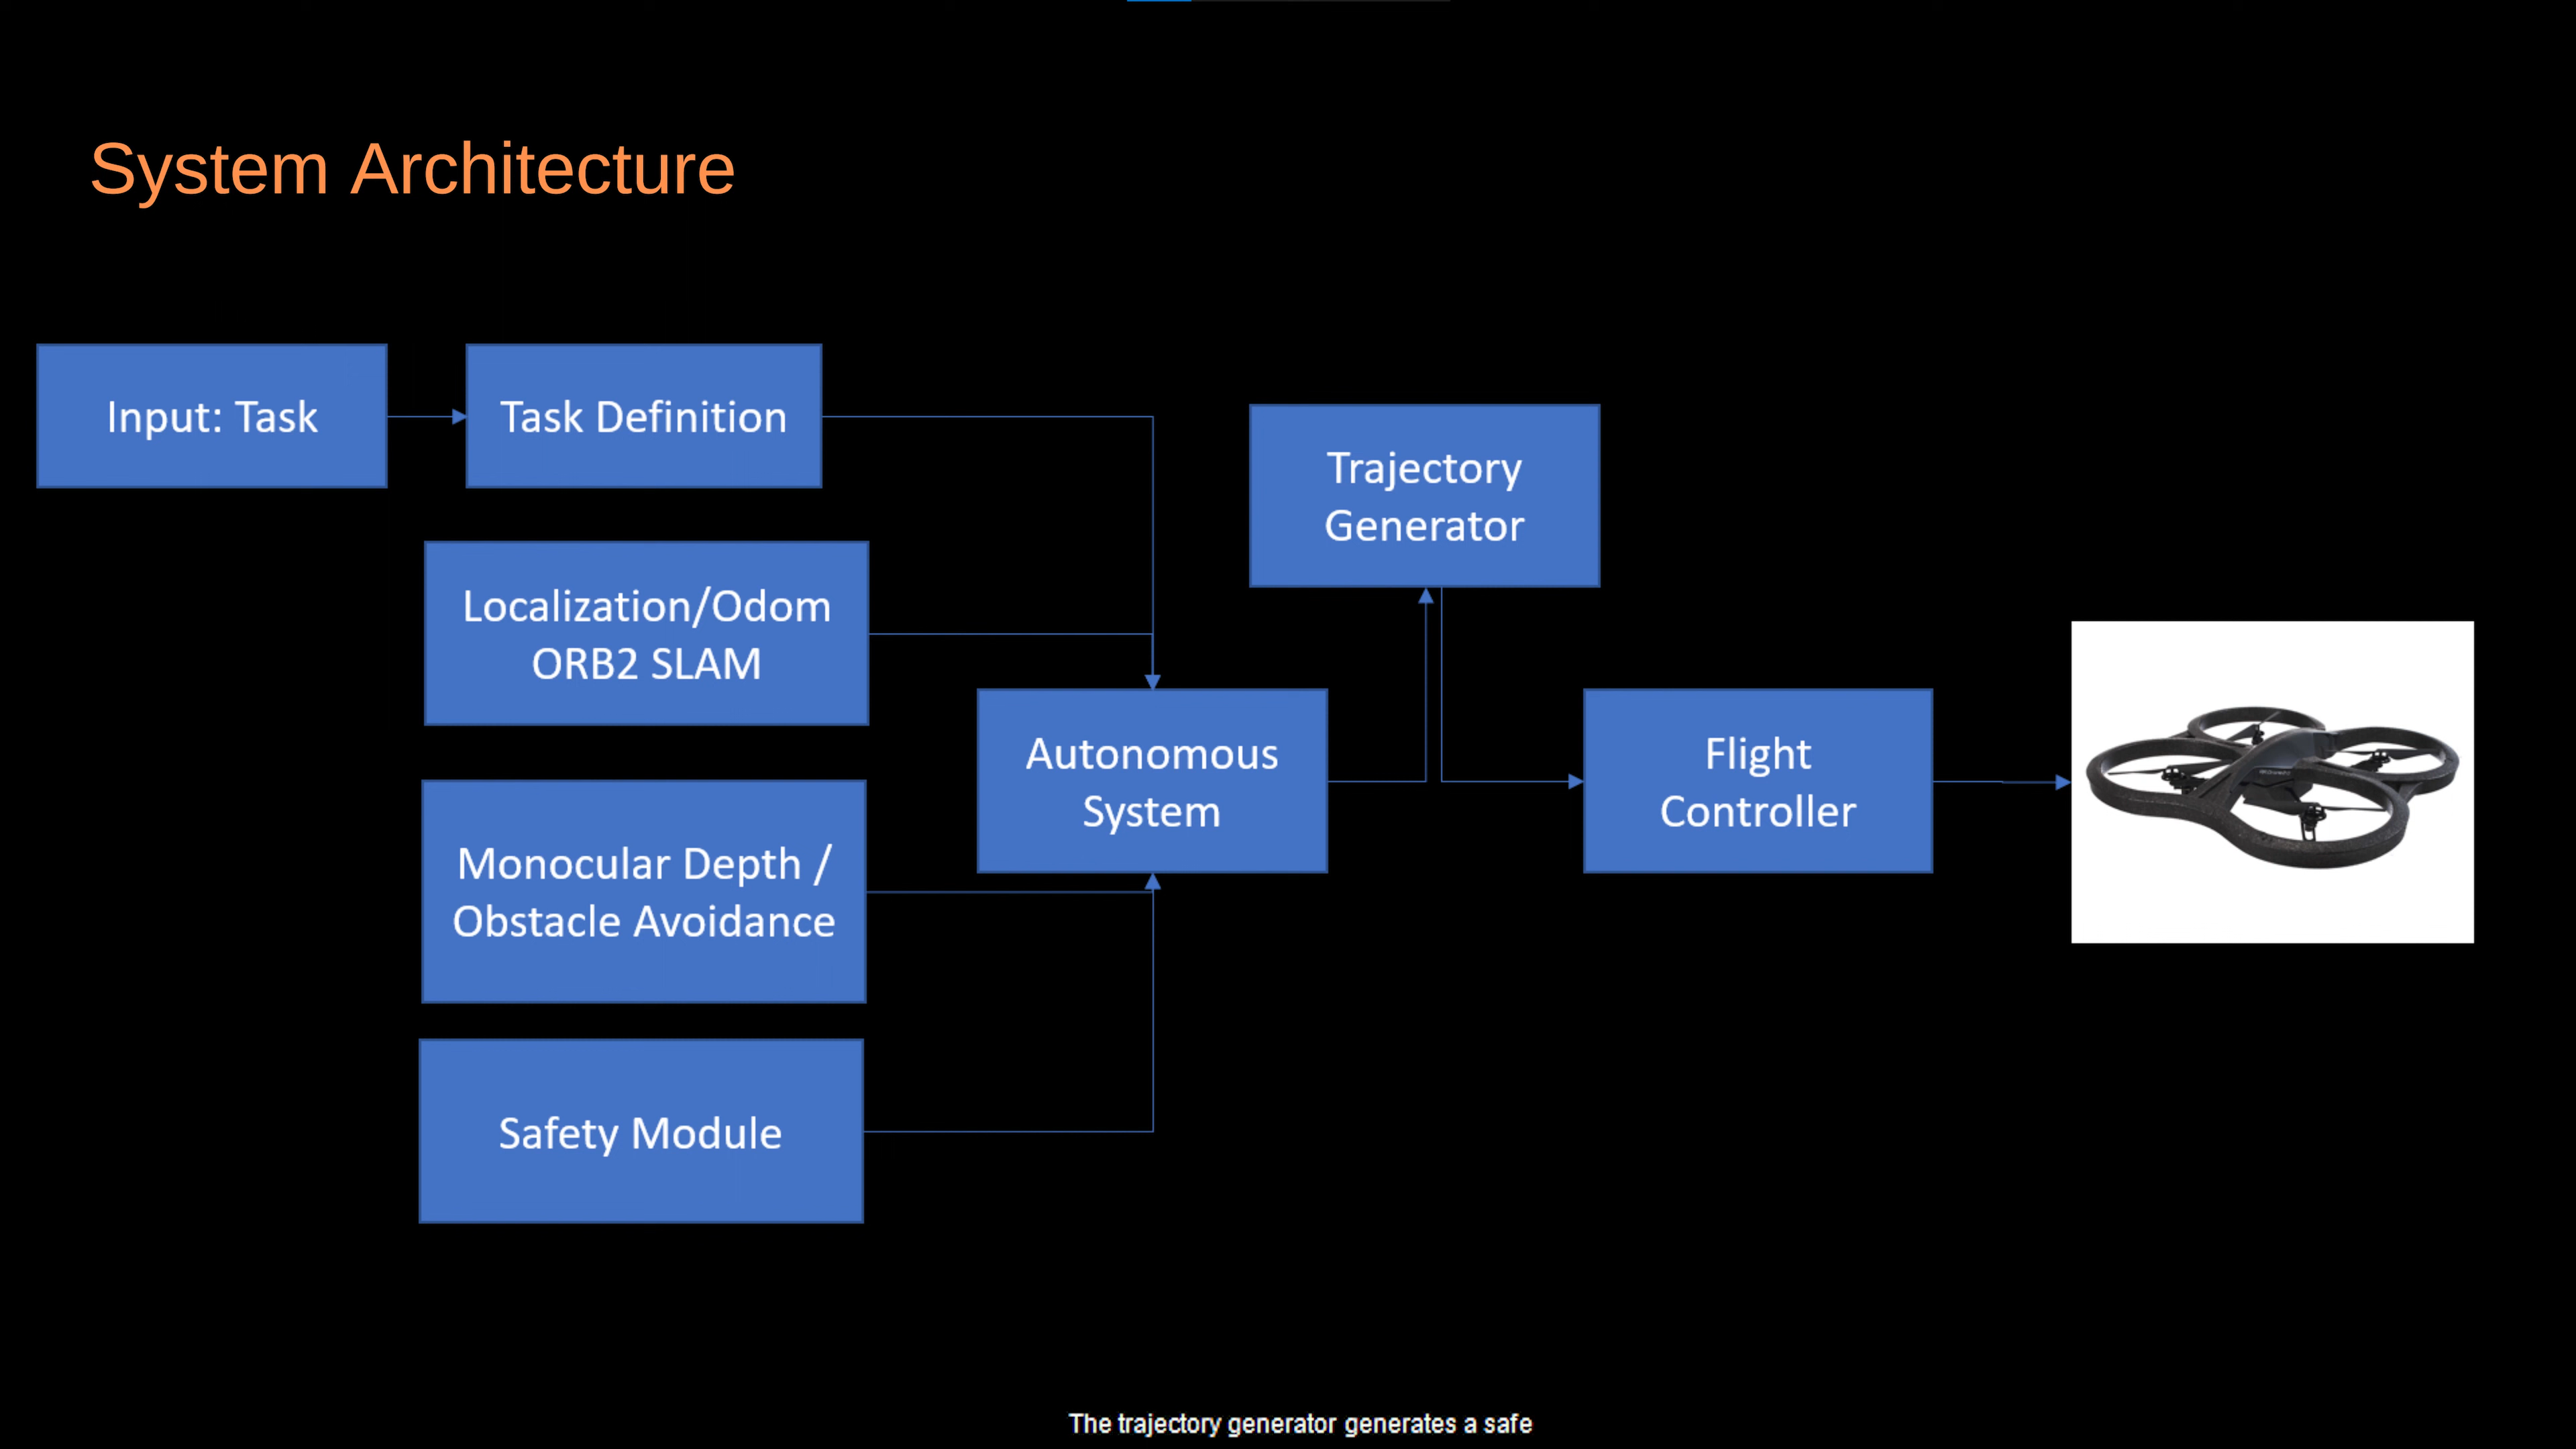 System Architecture
Input: Task
Task Definition
Trajectory
Generator
Localization/Odom
ORB2 SLAM
Autonomous
System
Flight
Controller
Monocular Depth /
Obstacle Avoidance
Safety Module
The trajectory generator generates a safe